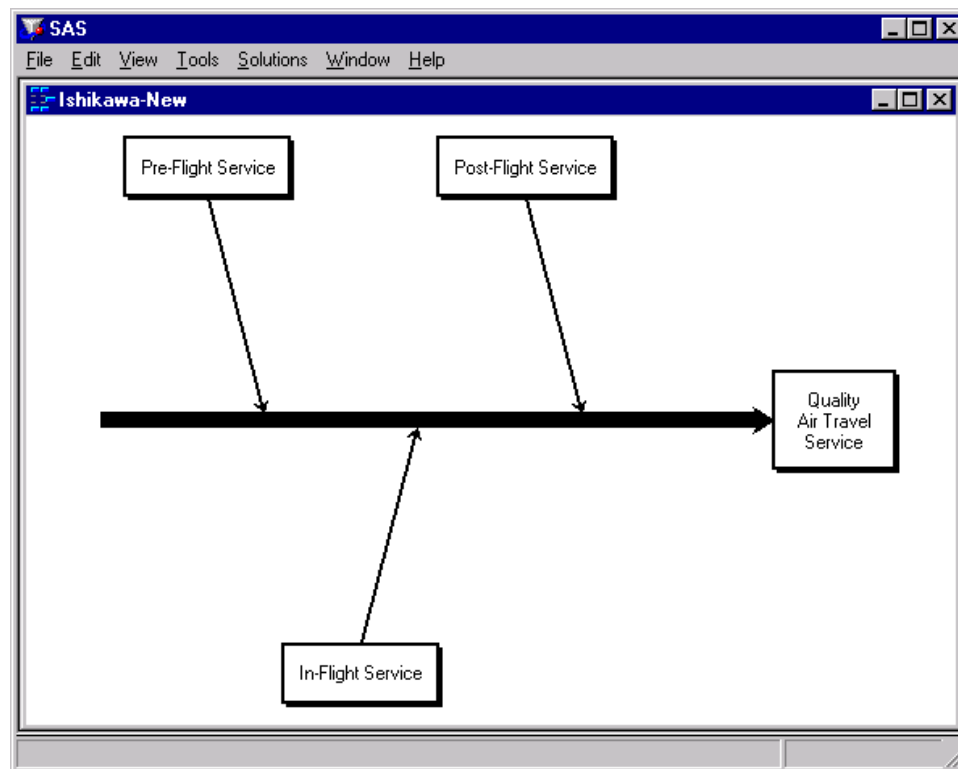 SAS
File Edit View Tools Solutions Window Help
Ishikawa-New
Pre-Flight Service
Post-Flight Service
Quality
Air Travel
Service
In-Flight Service